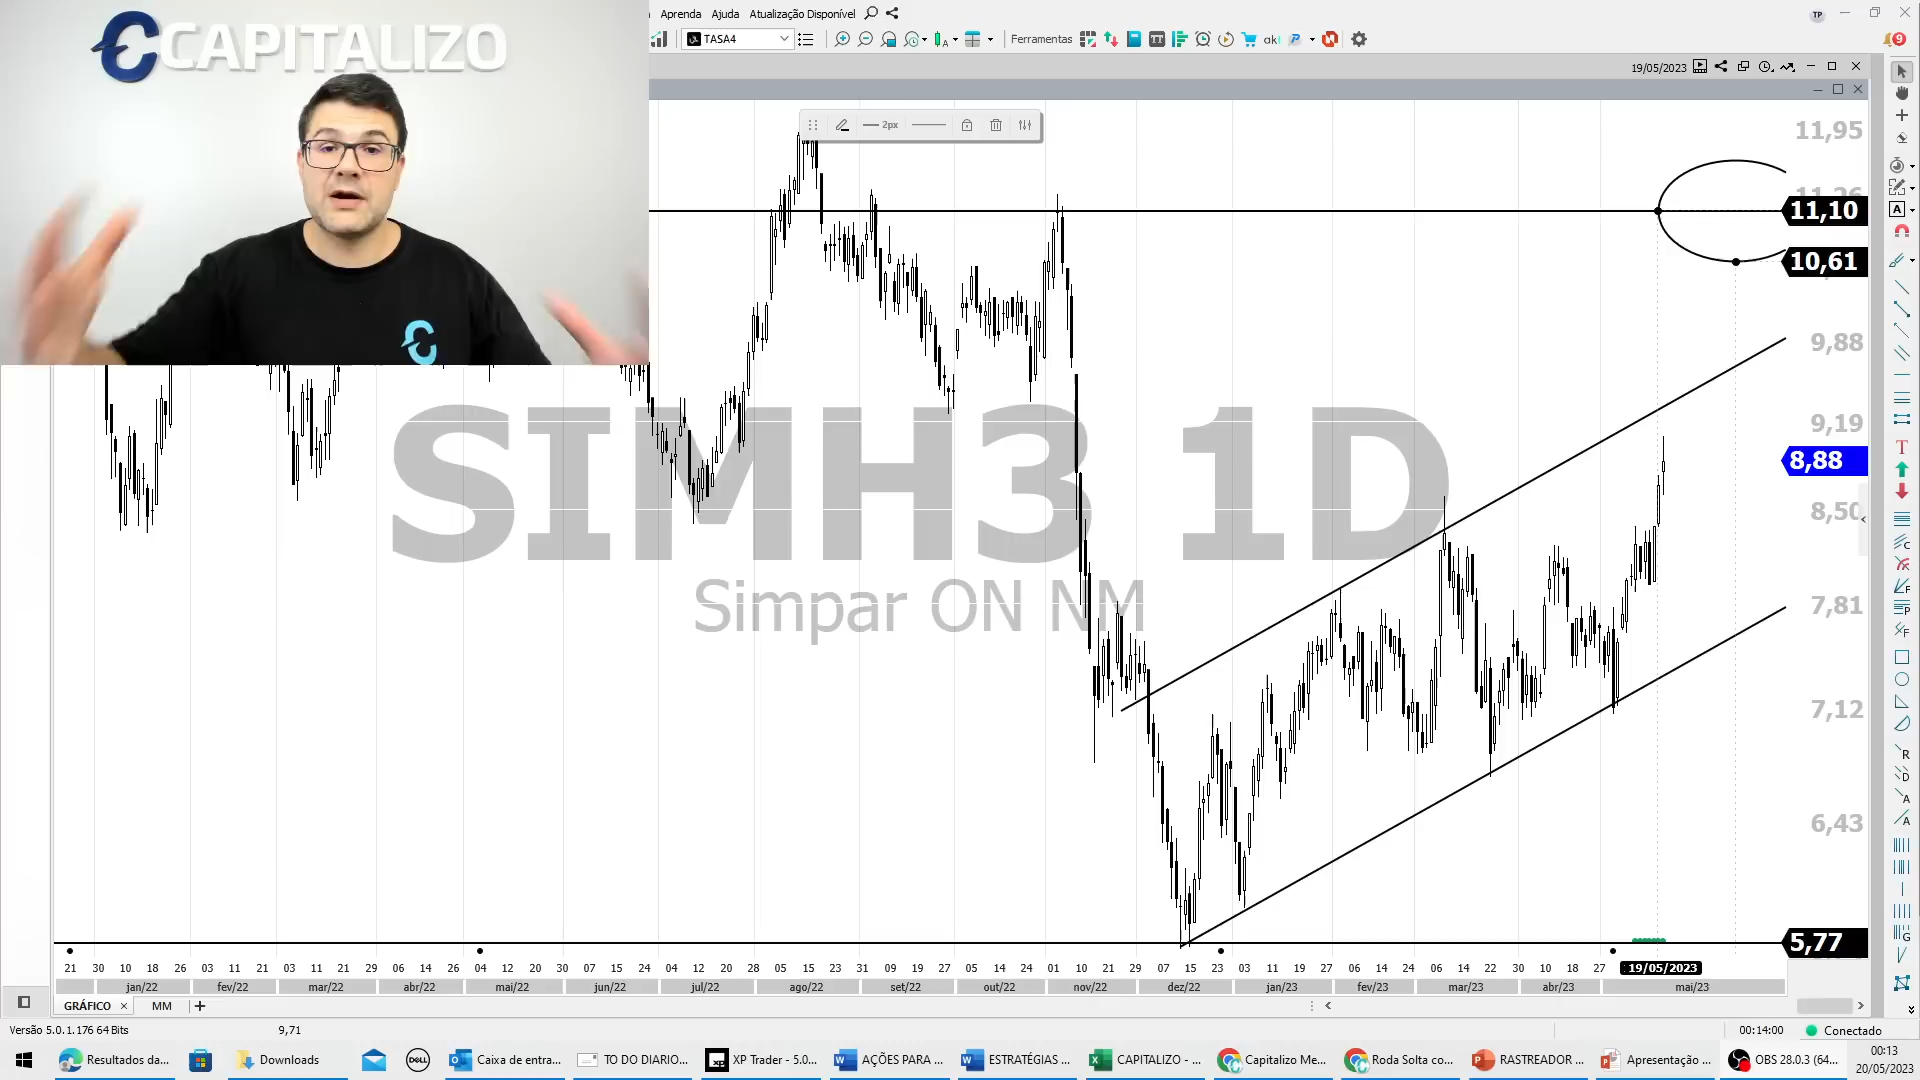 CAPITALIZO
Aprenda Ajuda Atualização Disponível
TP
TASA4
Ferramentas
9
19/05/2023
2px
11,95
11,26
11,10
10,61
9,88
9,19
8,88
8,50
7,81
7,12
6,43
5,77
SIMH3 1D
Simpar ON NM
21 30 10 18 26 03 11 21 03 11 21 29 06 14 26 04 12 20 30 07 15 24 04 12 20 28 05 15 23 31 09 19 27 05 14 24 01 10 21 29 07 15 23 03 11 19 27 06 14 24 06 14 22 30 10 18 27 19/05/2023
jan/22 fev/22 mar/22 abr/22 mai/22 jun/22 jul/22 ago/22 set/22 out/22 nov/22 dez/22 jan/23 fev/23 mar/23 abr/23 mai/23
GRÁFICO MM
Versão 5.0.1.176 64 Bits 9,71 00:14:00 Conectado
Resultados da... Downloads DELL Caixa de entra... TO DO DIARIO... XP Trader - 5.0... AÇÕES PARA ... ESTRATÉGIAS ... CAPITALIZO - ... Capitalizo Me... Roda Solta co... RASTREADOR ... Apresentação ... OBS 28.0.3 (64... 00:13
20/05/2023